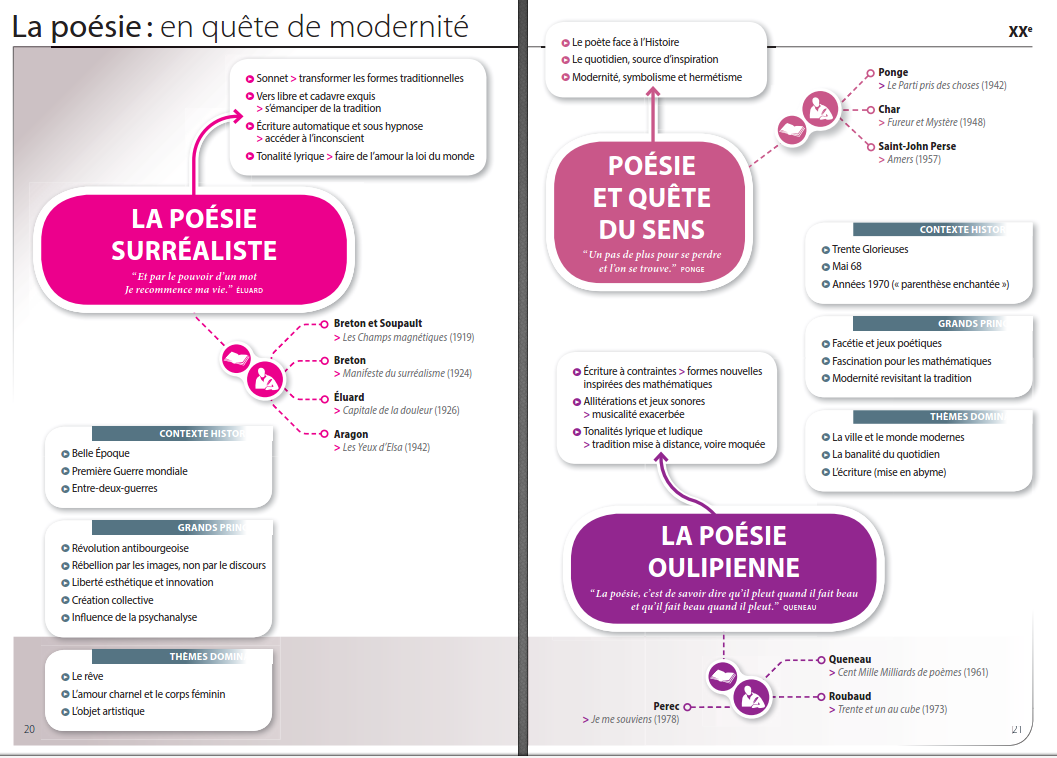 La poésie : en quête de modernité
Sonnet > transformer les formes traditionnelles
Vers libre et cadavre exquis
> s'émanciper de la tradition
Écriture automatique et sous hypnose
> accéder à l'inconscient
Tonalité lyrique > faire de l'amour la loi du monde
LA POÉSIE
SURRÉALISTE
“Et par le pouvoir d'un mot
Je recommence ma vie.” ÉLUARD
Breton et Soupault
> Les Champs magnétiques (1919)
Breton
> Manifeste du surréalisme (1924)
Éluard
> Capitale de la douleur (1926)
Aragon
> Les Yeux d'Elsa (1942)
CONTEXTE HISTOR
Belle Époque
Première Guerre mondiale
Entre-deux-guerres
GRANDS PRIN
Révolution antibourgeoise
Rébellion par les images, non par le discours
Liberté esthétique et innovation
Création collective
Influence de la psychanalyse
THÈMES DOMIN
Le rêve
L'amour charnel et le corps féminin
L'objet artistique
20
XXe
Le poète face à l'Histoire
Le quotidien, source d'inspiration
Modernité, symbolisme et hermétisme
Ponge
> Le Parti pris des choses (1942)
Char
> Fureur et Mystère (1948)
Saint-John Perse
> Amers (1957)
POÉSIE
ET QUÊTE
DU SENS
“Un pas de plus pour se perdre
et l'on se trouve.” PONGE
CONTEXTE HISTOR
Trente Glorieuses
Mai 68
Années 1970 (« parenthèse enchantée »)
GRANDS PRIN
Facétie et jeux poétiques
Fascination pour les mathématiques
Modernité revisitant la tradition
THÈMES DOMIN
La ville et le monde modernes
La banalité du quotidien
L'écriture (mise en abyme)
Écriture à contraintes > formes nouvelles
inspirées des mathématiques
Allitérations et jeux sonores
> musicalité exacerbée
Tonalités lyrique et ludique
> tradition mise à distance, voire moquée
LA POÉSIE
OULIPIENNE
“La poésie, c'est de savoir dire qu'il pleut quand il fait beau
et qu'il fait beau quand il pleut.” QUENEAU
Queneau
> Cent Mille Milliards de poèmes (1961)
Roubaud
> Trente et un au cube (1973)
Perec
> Je me souviens (1978)
21